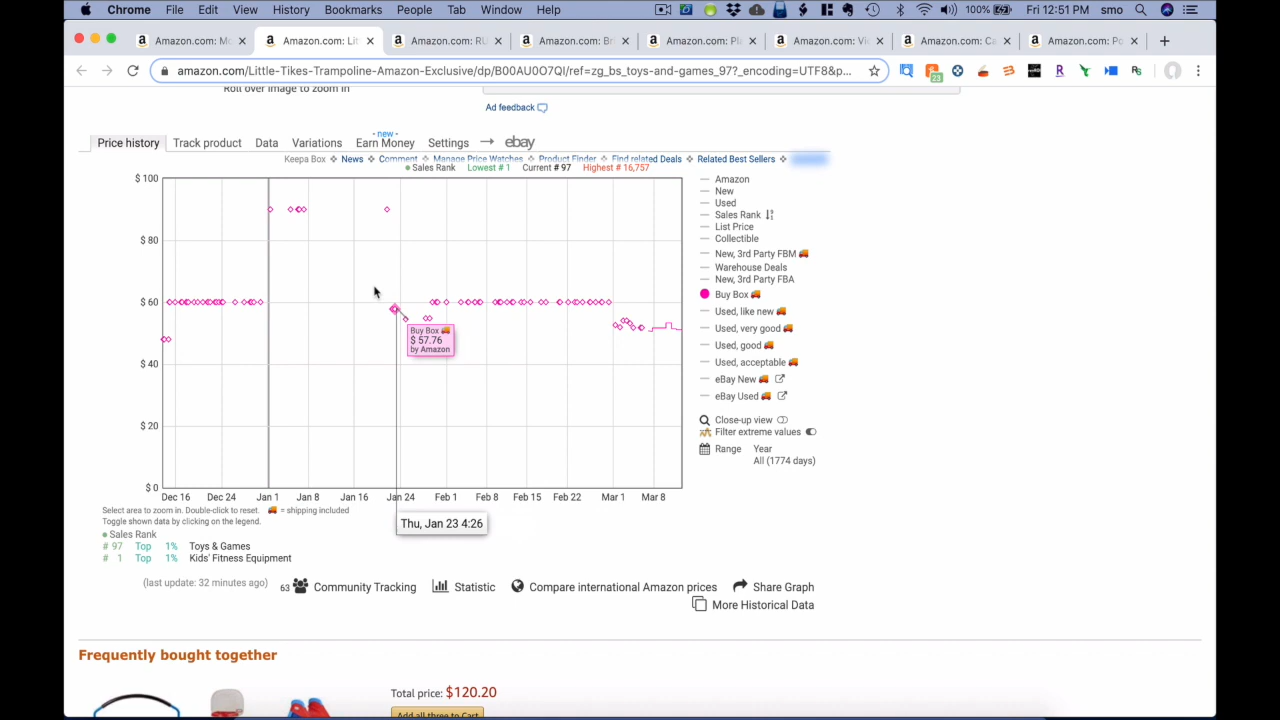 Chrome File Edit View History Bookmarks People Tab Window Help 100% Fri 12:51 PM smo
Amazon.com: Mo Amazon.com: Litt Amazon.com: RU Amazon.com: Br Amazon.com: Pla Amazon.com: Vie Amazon.com: Ca Amazon.com: Po
amazon.com/Little-Tikes-Trampoline-Amazon-Exclusive/dp/B00AU0O7QI/ref=zg_bs_toys-and-games_97?_encoding=UTF8&p... 23
Roll over image to zoom in
Ad feedback
- new -
Price history Track product Data Variations Earn Money Settings → ebay
Keepa Box ❖ News ❖ Comment ❖ Manage Price Watches ❖ Product Finder ❖ Find related Deals ❖ Related Best Sellers ❖
Sales Rank Lowest # 1 Current # 97 Highest # 16,757
$ 100
$ 80
$ 60
$ 40
$ 20
$ 0
Dec 16 Dec 24 Jan 1 Jan 8 Jan 16 Jan 24 Feb 1 Feb 8 Feb 15 Feb 22 Mar 1 Mar 8
Buy Box
$ 57.76
by Amazon
Thu, Jan 23 4:26
Amazon
New
Used
Sales Rank
List Price
Collectible
New, 3rd Party FBM
Warehouse Deals
New, 3rd Party FBA
Buy Box
Used, like new
Used, very good
Used, good
Used, acceptable
eBay New
eBay Used
Close-up view
Filter extreme values
Range Year
All (1774 days)
Select area to zoom in. Double-click to reset. = shipping included
Toggle shown data by clicking on the legend.
Sales Rank
# 97 Top 1% Toys & Games
# 1 Top 1% Kids' Fitness Equipment
(last update: 32 minutes ago) 63 Community Tracking Statistic Compare international Amazon prices Share Graph
More Historical Data
Frequently bought together
Total price: $120.20
Add all three to Cart